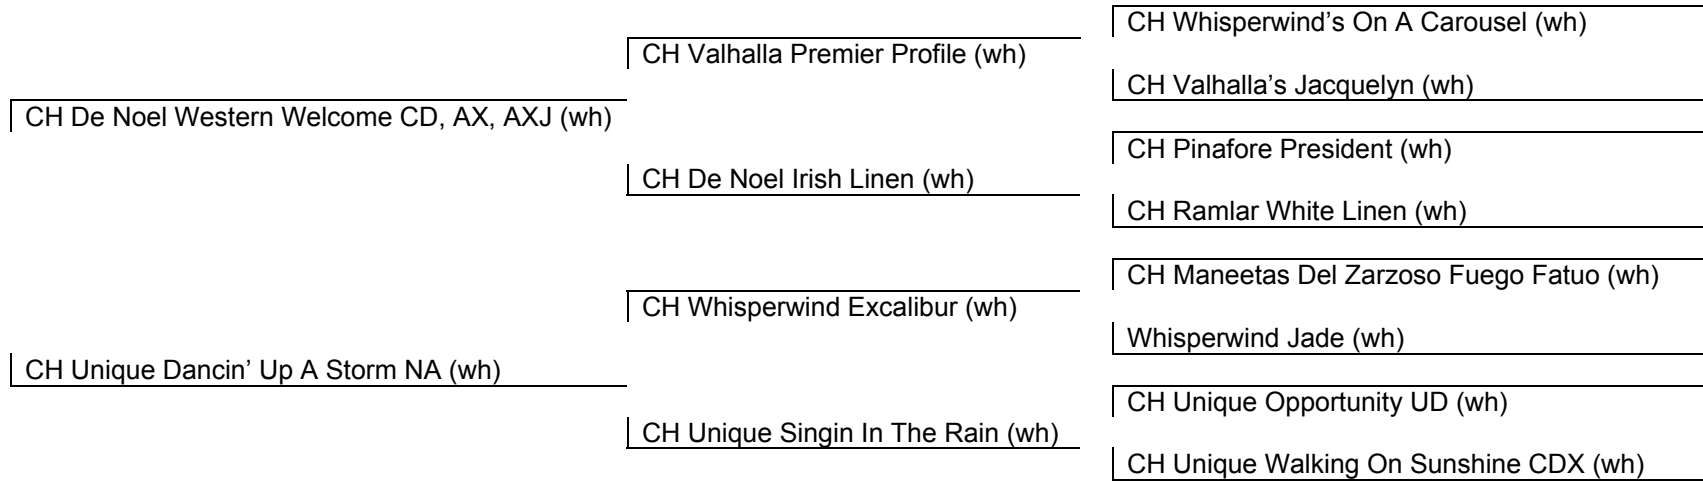 CH Whisperwind’s On A Carousel (wh)
CH Valhalla Premier Profile (wh)
CH Valhalla’s Jacquelyn (wh)
CH De Noel Western Welcome CD, AX, AXJ (wh)
CH Pinafore President (wh)
CH De Noel Irish Linen (wh)
CH Ramlar White Linen (wh)
CH Maneetas Del Zarzoso Fuego Fatuo (wh)
CH Whisperwind Excalibur (wh)
Whisperwind Jade (wh)
CH Unique Dancin’ Up A Storm NA (wh)
CH Unique Opportunity UD (wh)
CH Unique Singin In The Rain (wh)
CH Unique Walking On Sunshine CDX (wh)